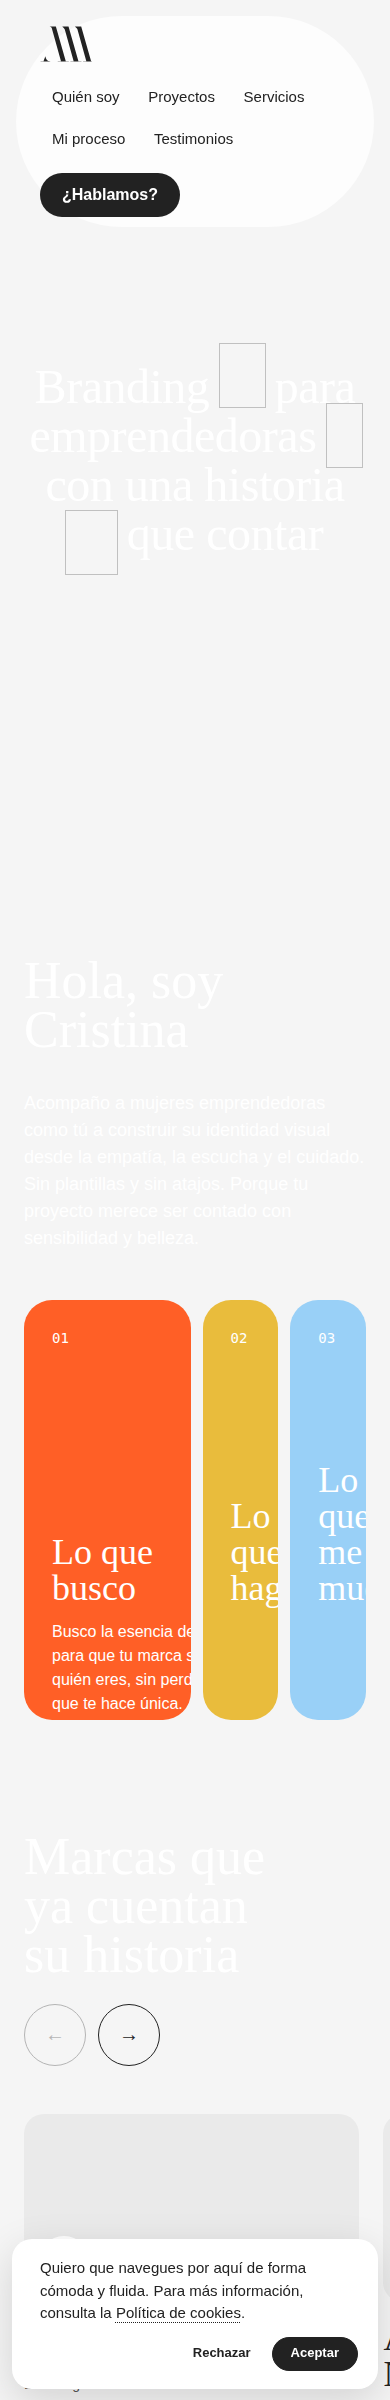 Quién soy Proyectos Servicios
Mi proceso Testimonios
¿Hablamos?
Branding para
emprendedoras
con una historia
que contar
Hola, soy
Cristina
Acompaño a mujeres emprendedoras
como tú a construir su identidad visual
desde la empatía, la escucha y el cuidado.
Sin plantillas y sin atajos. Porque tu
proyecto merece ser contado con
sensibilidad y belleza.
01
Lo que
busco
Busco la esencia de
para que tu marca
quién eres, sin
que te hace única.
02
Lo
que
03
Lo
que
me
Marcas que
ya cuentan
su historia
← →
Quiero que navegues por aquí de forma
cómoda y fluida. Para más información,
consulta la Política de cookies.
Rechazar Aceptar